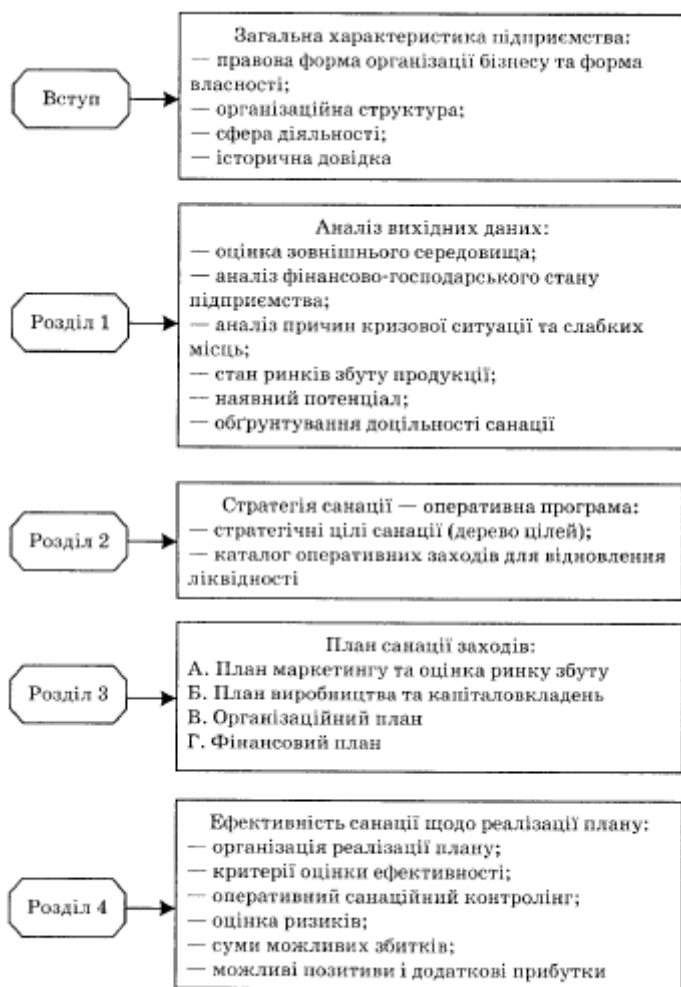 Вступ
Загальна характеристика підприємства:
— правова форма організації бізнесу та форма
власності;
— організаційна структура;
— сфера діяльності;
— історична довідка
Розділ 1
Аналіз вихідних даних:
— оцінка зовнішнього середовища;
— аналіз фінансово-господарського стану
підприємства;
— аналіз причин кризової ситуації та слабких
місць;
— стан ринків збуту продукції;
— наявний потенціал;
— обґрунтування доцільності санації
Розділ 2
Стратегія санації — оперативна програма:
— стратегічні цілі санації (дерево цілей);
— каталог оперативних заходів для відновлення
ліквідності
Розділ 3
План санації заходів:
А. План маркетингу та оцінка ринку збуту
Б. План виробництва та капіталовкладень
В. Організаційний план
Г. Фінансовий план
Розділ 4
Ефективність санації щодо реалізації плану:
— організація реалізації плану;
— критерії оцінки ефективності;
— оперативний санаційний контролінг;
— оцінка ризиків;
— суми можливих збитків;
— можливі позитиви і додаткові прибутки